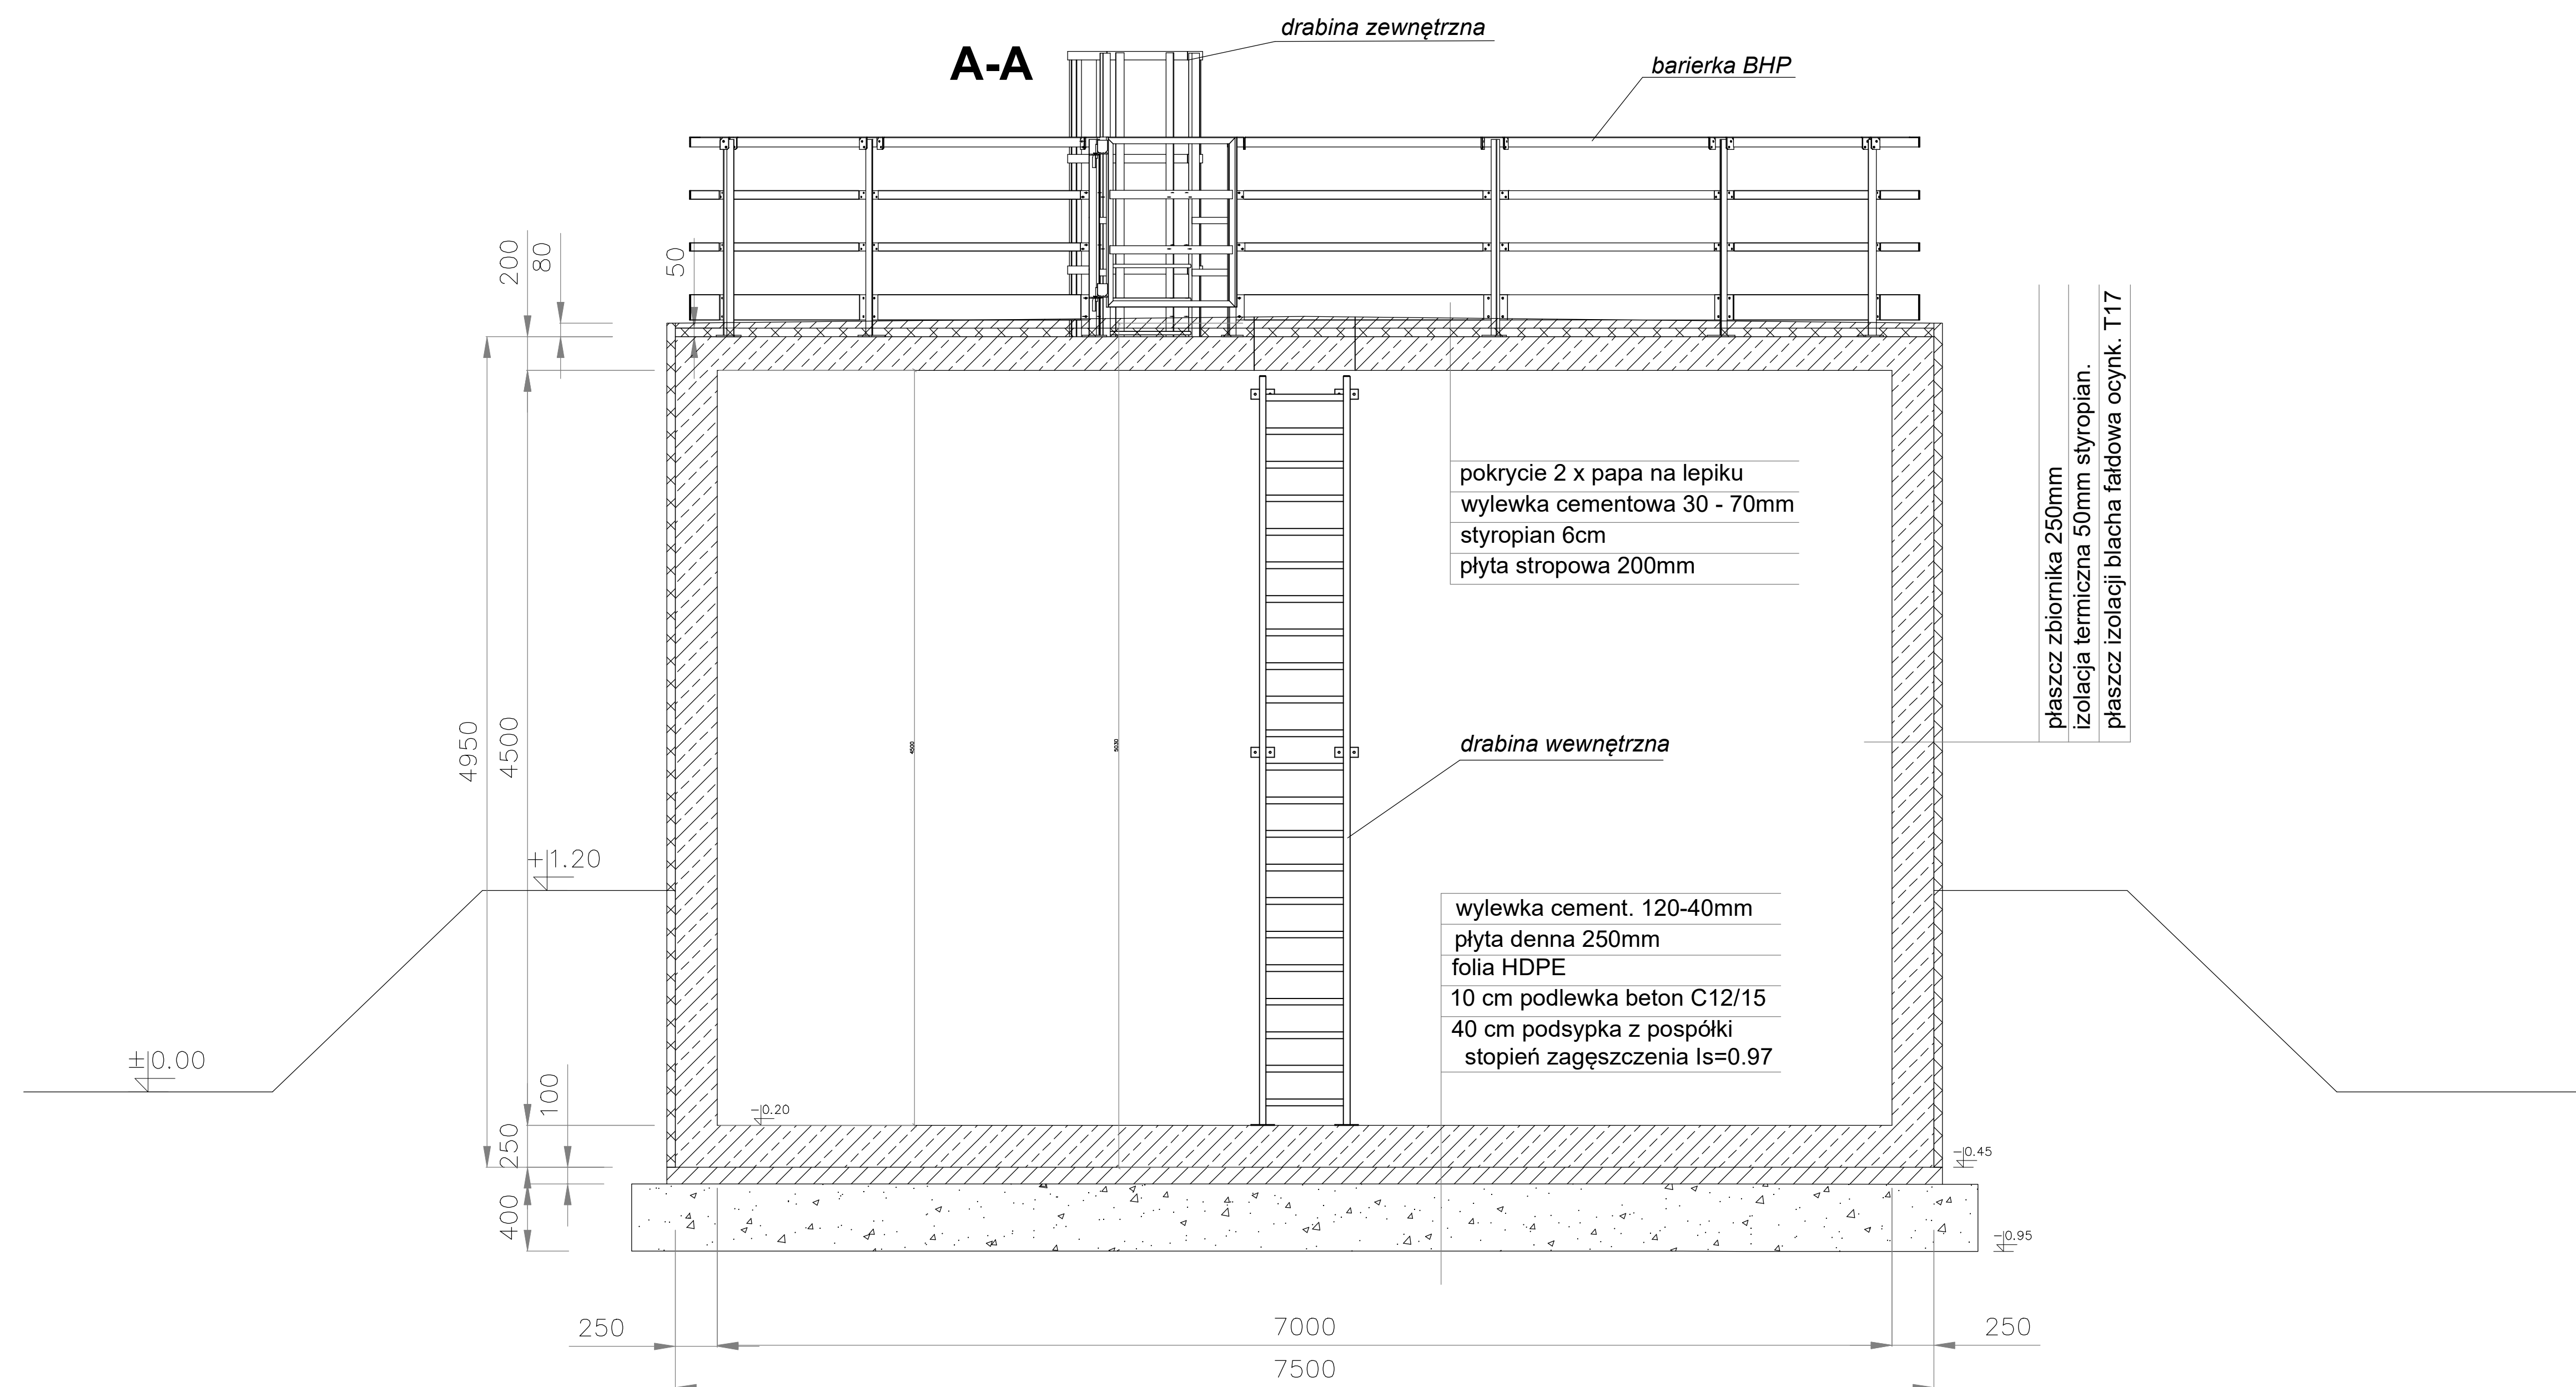 drabina zewnętrzna
A-A
barierka BHP
200
80
50
płaszcz zbiornika 250mm
izolacja termiczna 50mm styropian.
płaszcz izolacji blacha fałdowa ocynk. T17
pokrycie 2 x papa na lepiku
wylewka cementowa 30 - 70mm
styropian 6cm
płyta stropowa 200mm
4950
4500
4500
5030
drabina wewnętrzna
+1.20
wylewka cement. 120-40mm
płyta denna 250mm
folia HDPE
10 cm podlewka beton C12/15
40 cm podsypka z pospółki
stopień zagęszczenia Is=0.97
±0.00
100
-0.20
250
-0.45
400
-0.95
250
7000
250
7500